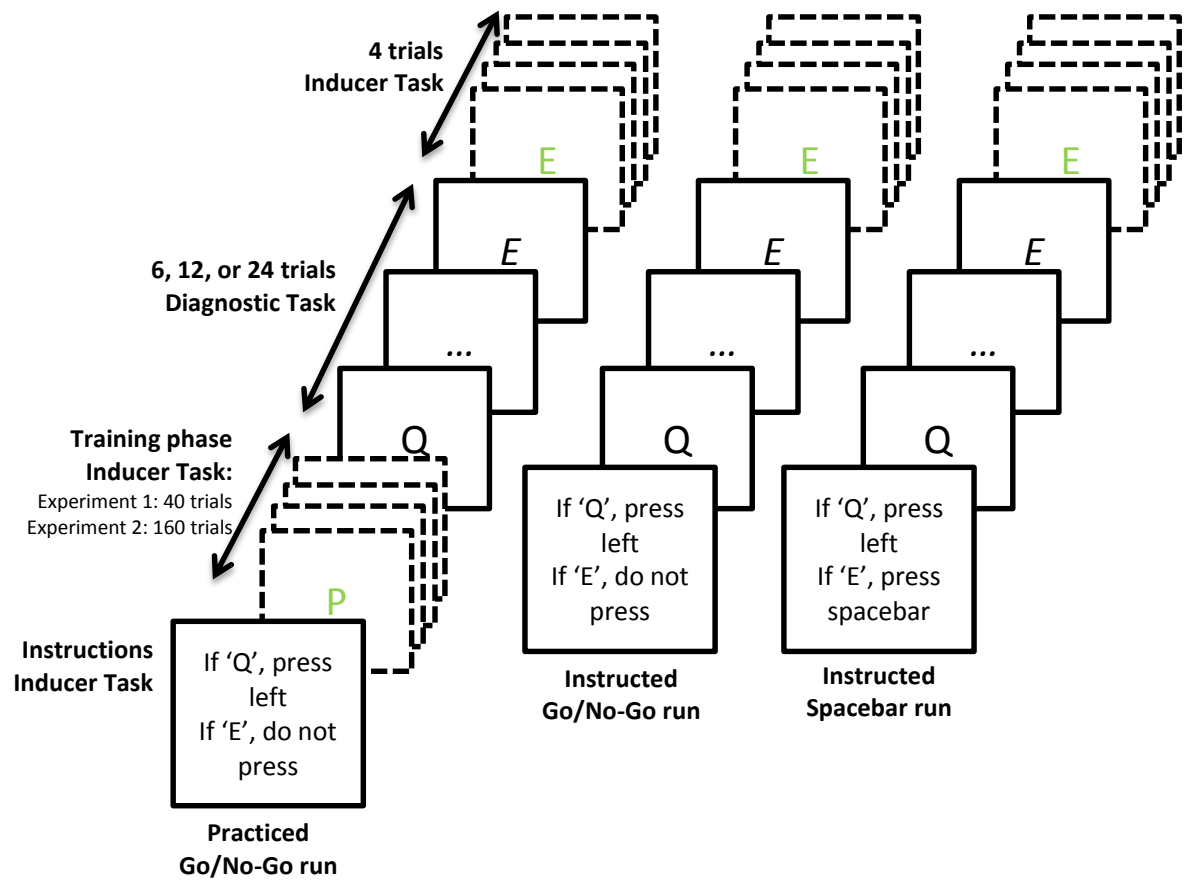 4 trials
Inducer Task
E
E
E
E
E
E
6, 12, or 24 trials
Diagnostic Task
...
...
...
Q
Q
Q
Training phase
Inducer Task:
Experiment 1: 40 trials
Experiment 2: 160 trials
P
Instructions
Inducer Task
If ‘Q’, press
left
If ‘E’, do not
press
Practiced
Go/No-Go run
If ‘Q’, press
left
If ‘E’, do not
press
Instructed
Go/No-Go run
If ‘Q’, press
left
If ‘E’, press
spacebar
Instructed
Spacebar run